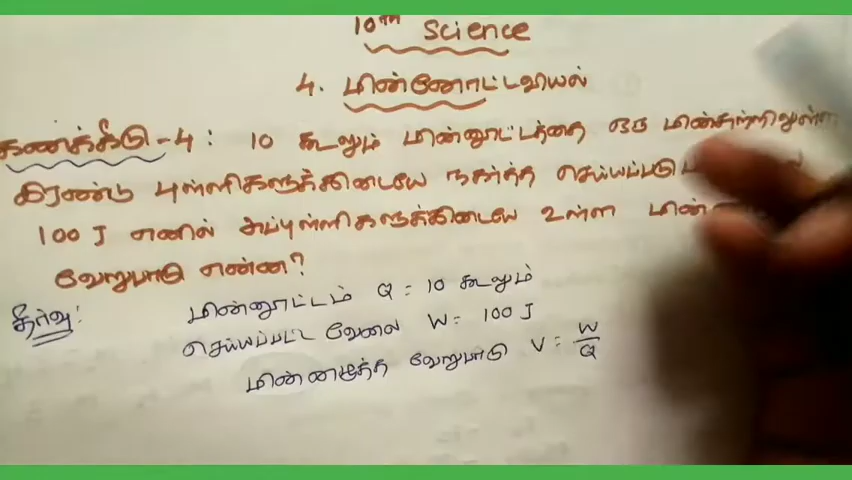 10th Science
4. மின்னோட்டவியல்
கணக்கீடு-4: 10 கூலும் மின்னூட்டத்தை ஒரு மின்சுற்றிலுள்ள
இரண்டு புள்ளிகளுக்கிடையே நகர்த்த செய்யப்படு
100 J எனில் அப்புள்ளிகளுக்கிடையே உள்ள
வேறுபாடு என்ன?
தீர்வு: மின்னூட்டம் Q = 10 கூலும்
செய்யப்பட்ட வேலை W = 100 J
மின்னழுத்த வேறுபாடு V = W/Q